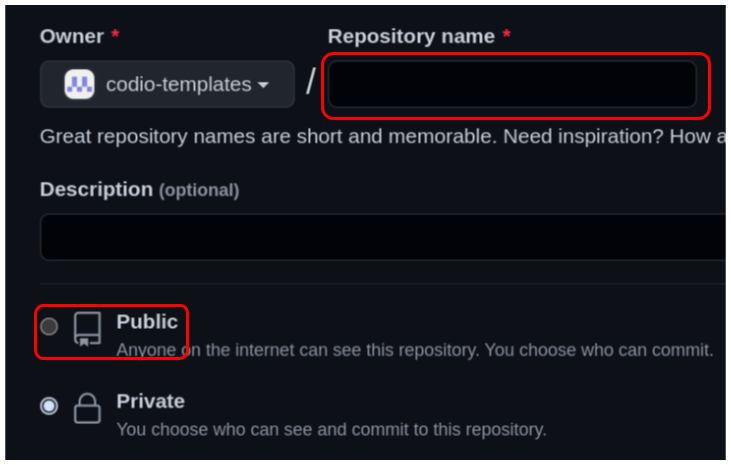 Owner * Repository name *
codio-templates /
Great repository names are short and memorable. Need inspiration? How a
Description (optional)
Public
Anyone on the internet can see this repository. You choose who can commit.
Private
You choose who can see and commit to this repository.